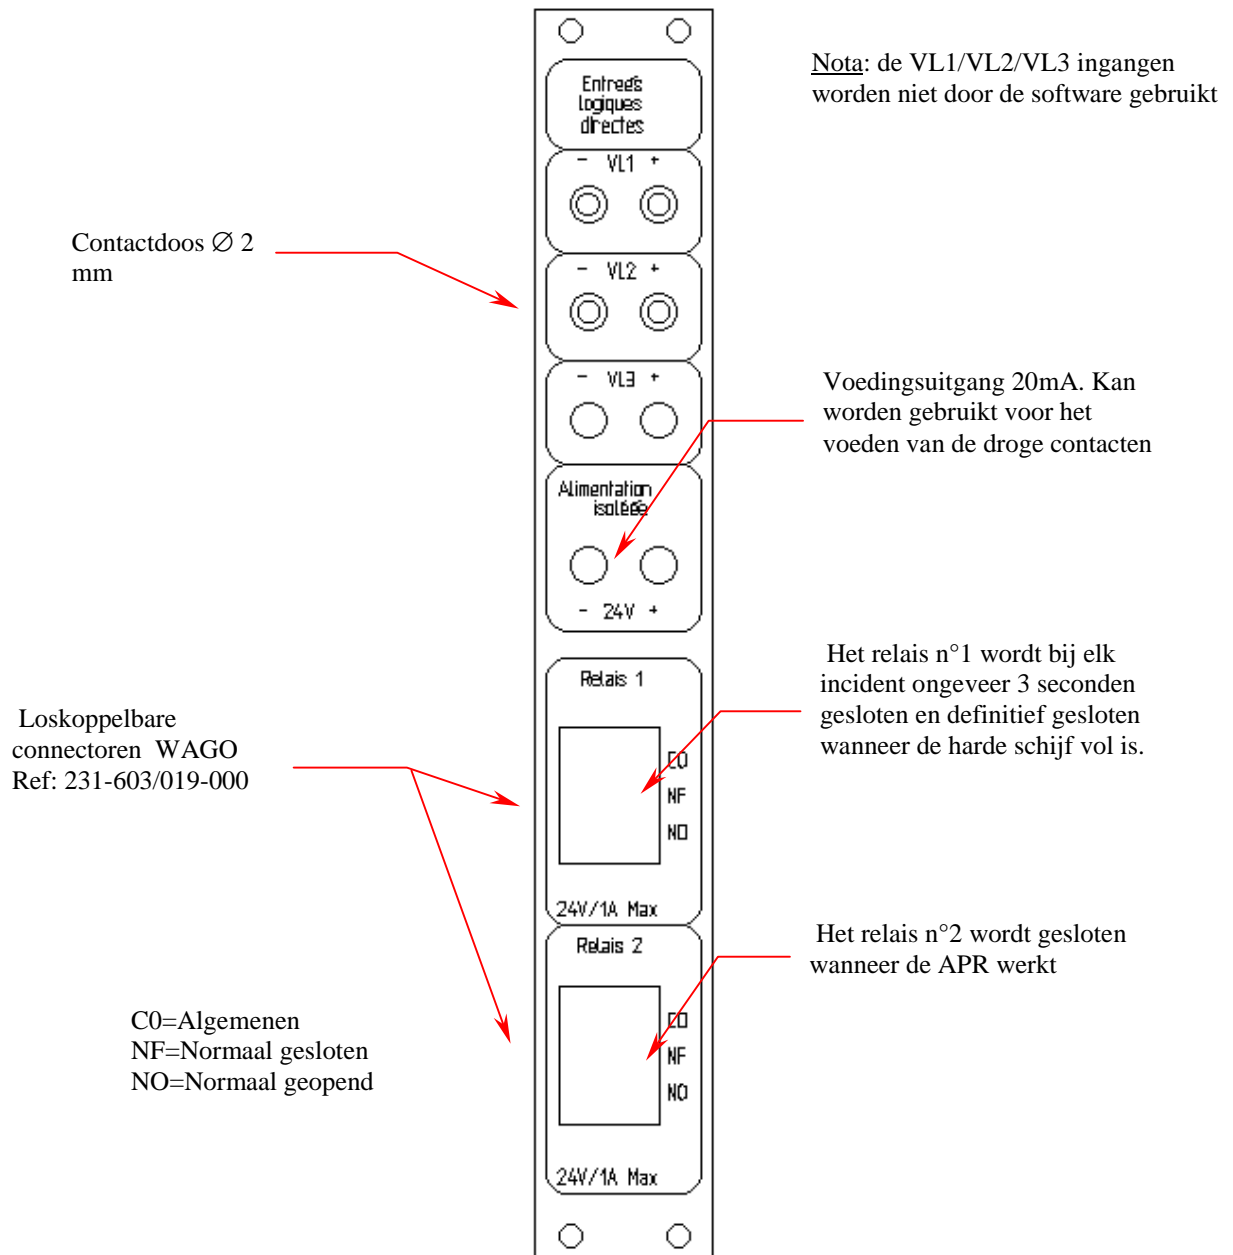 Nota: de VL1/VL2/VL3 ingangen
worden niet door de software gebruikt
Entreés
logiques
directes
- VL1 +
Contactdoos ∅ 2
mm
- VL2 +
- VL3 +
Voedingsuitgang 20mA. Kan
worden gebruikt voor het
voeden van de droge contacten
Alimentation
isoléée
- 24V +
Het relais n°1 wordt bij elk
incident ongeveer 3 seconden
gesloten en definitief gesloten
wanneer de harde schijf vol is.
Relais 1
CO
NF
NO
24V/1A Max
Loskoppelbare
connectoren WAGO
Ref: 231-603/019-000
Het relais n°2 wordt gesloten
wanneer de APR werkt
Relais 2
CO
NF
NO
24V/1A Max
C0=Algemenen
NF=Normaal gesloten
NO=Normaal geopend